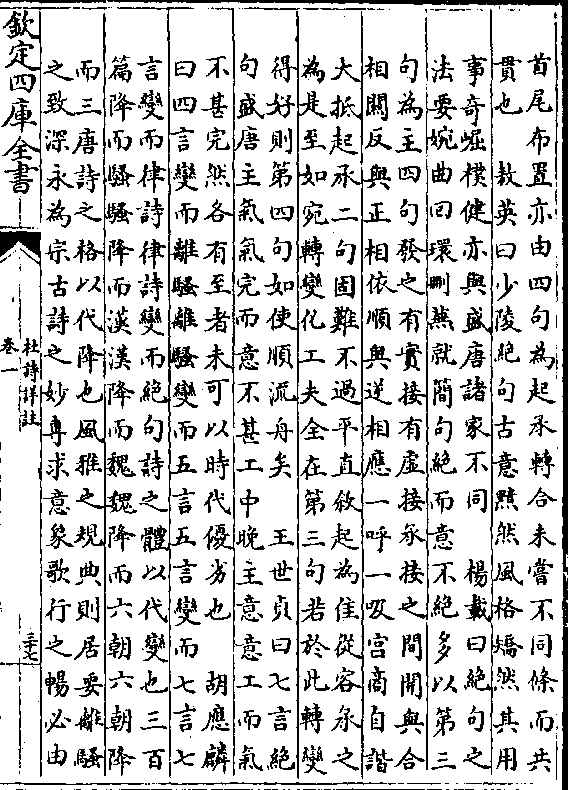 首尾布置亦由四句為起承轉合未嘗不同條而共
貫也　敖英曰少陵絶句古意黯然風格矯然其用
事奇崛樸健亦與盛唐諸家不同　楊載曰絶句之
法要婉曲回環刪蕪就簡句絶而意不絶多以第三
句為主四句發之有實接有虛接承接之間開與合
相關反與正相依順與逆相應一呼一吸宫商自諧
大抵起承二句固難不過平直敘起為佳從容承之
為是至如宛轉變化工夫全在第三句若於此轉變
得好則第四句如使順流舟矣　王世貞曰七言絶
句盛唐主氣氣完而意不甚工中晚主意意工而氣
不甚完然各有至者未可以時代優劣也　胡應麟
曰四言變而離騷離騷變而五言五言變而七言七
言變而律詩律詩變而絶句詩之體以代變也三百
篇降而騷騷降而漢漢降而魏魏降而六朝六朝降
而三唐詩之格以代降也風雅之規典則居要離騷
之致深永為宗古詩之妙專求意象歌行之暢必由
欽定四庫全書
杜詩詳註
卷一
三十七